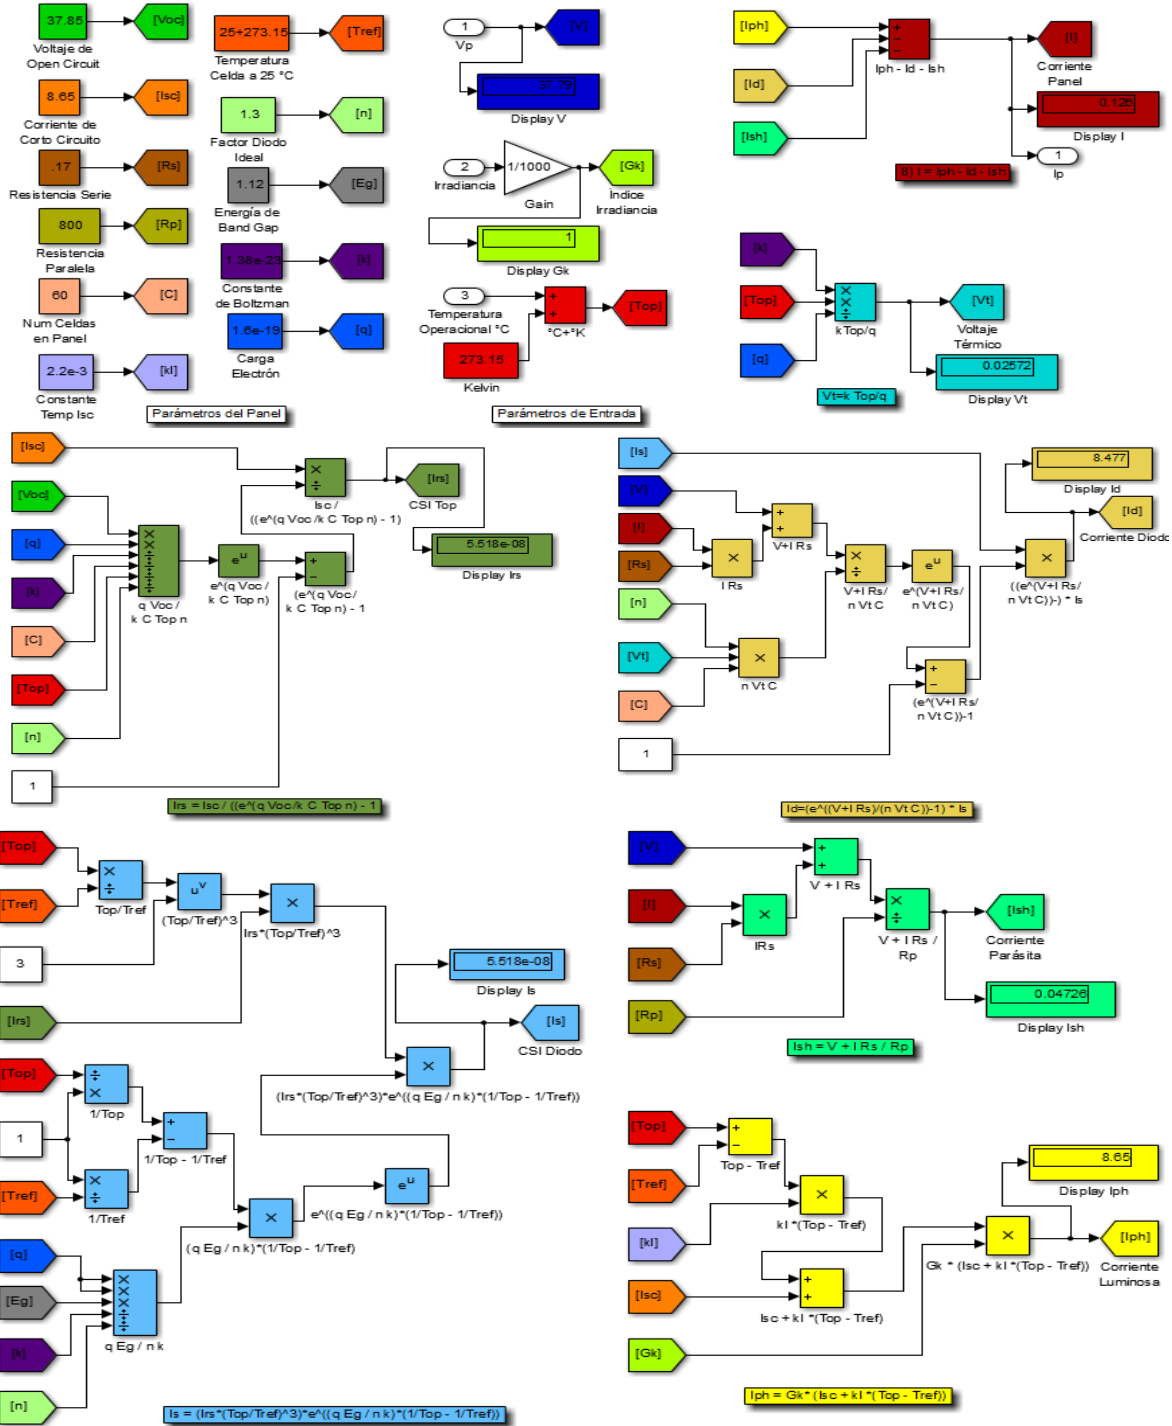 37.85
[Voc]
Voltaje de
Open Circuit
8.65
[Isc]
Corriente de
Corto Circuito
.17
[Rs]
Resistencia Serie
800
[Rp]
Resistencia
Paralela
60
[C]
Num Celdas
en Panel
2.2e-3
[kI]
Constante
Temp Isc
25+273.15
[Tref]
Temperatura
Celda a 25 °C
1.3
[n]
Factor Diodo
Ideal
1.12
[Eg]
Energía de
Band Gap
1.38e-23
[k]
Constante
de Boltzman
1.6e-19
[q]
Carga
Electrón
Parámetros del Panel
1
Vp
[V]
37.79
Display V
2
Irradiancia
1/1000
Gain
[Gk]
Indice
Irradiancia
1
Display Gk
3
Temperatura
Operacional °C
273.15
Kelvin
+
+
°C+°K
[Top]
Parámetros de Entrada
[Iph]
[Id]
[Ish]
+
−
−
Iph - Id - Ish
[I]
Corriente
Panel
0.126
Display I
1
Ip
8) I = Iph - Id - Ish
[k]
[Top]
[q]
×
×
÷
k Top/q
[Vt]
Voltaje
Térmico
0.02572
Display Vt
Vt=k Top/q
[Isc]
[Voc]
[q]
[k]
[C]
[Top]
[n]
1
×
×
÷
÷
÷
÷
q Voc /
k C Top n
e^u
e^(q Voc /
k C Top n)
+
−
(e^(q Voc /
k C Top n) - 1
×
÷
Isc /
((e^(q Voc /k C Top n) - 1)
[Irs]
CSI Top
5.518e-08
Display Irs
Irs = Isc / ((e^(q Voc/k C Top n) - 1
[Is]
[V]
[I]
[Rs]
[n]
[Vt]
[C]
1
×
I Rs
+
+
V+I Rs
×
n Vt C
×
÷
V+I Rs/
n Vt C
e^u
e^(V+I Rs/
n Vt C)
+
−
(e^(V+I Rs/
n Vt C))-1
×
((e^(V+I Rs/
n Vt C))-) * Is
8.477
Display Id
[Id]
Corriente Diodo
Id=(e^((V+I Rs)/(n Vt C))-1) * Is
[Top]
[Tref]
3
[Irs]
×
÷
Top/Tref
u^v
(Top/Tref)^3
×
Irs*(Top/Tref)^3
5.518e-08
Display Is
[Is]
CSI Diodo
×
(Irs*(Top/Tref)^3)*e^((q Eg / n k)*(1/Top - 1/Tref))
[Top]
1
[Tref]
÷
×
1/Top
×
÷
1/Tref
+
−
1/Top - 1/Tref
×
(q Eg / n k)*(1/Top - 1/Tref)
e^u
e^((q Eg / n k)*(1/Top - 1/Tref))
[q]
[Eg]
[k]
[n]
×
×
×
÷
÷
q Eg / n k
Is = (Irs*(Top/Tref)^3)*e^((q Eg / n k)*(1/Top - 1/Tref))
[V]
[I]
[Rs]
[Rp]
×
IRs
+
+
V + I Rs
×
÷
V + I Rs /
Rp
[Ish]
Corriente
Parásita
0.04726
Display Ish
Ish = V + I Rs / Rp
[Top]
[Tref]
[kI]
[Isc]
[Gk]
+
−
Top - Tref
×
kI *(Top - Tref)
+
+
Isc + kI *(Top - Tref)
×
Gk * (Isc + kI *(Top - Tref))
8.65
Display Iph
[Iph]
Corriente
Luminosa
Iph = Gk* (Isc + kI *(Top - Tref))